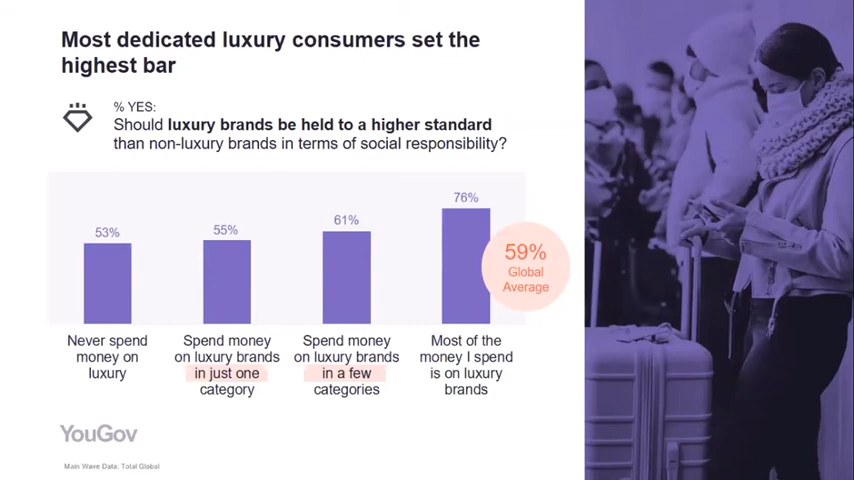 Most dedicated luxury consumers set the
highest bar
% YES:
Should luxury brands be held to a higher standard
than non-luxury brands in terms of social responsibility?
53%
55%
61%
76%
59%
Global
Average
Never spend
money on
luxury
Spend money
on luxury brands
in just one
category
Spend money
on luxury brands
in a few
categories
Most of the
money I spend
is on luxury
brands
YouGov
Main Wave Data: Total Global